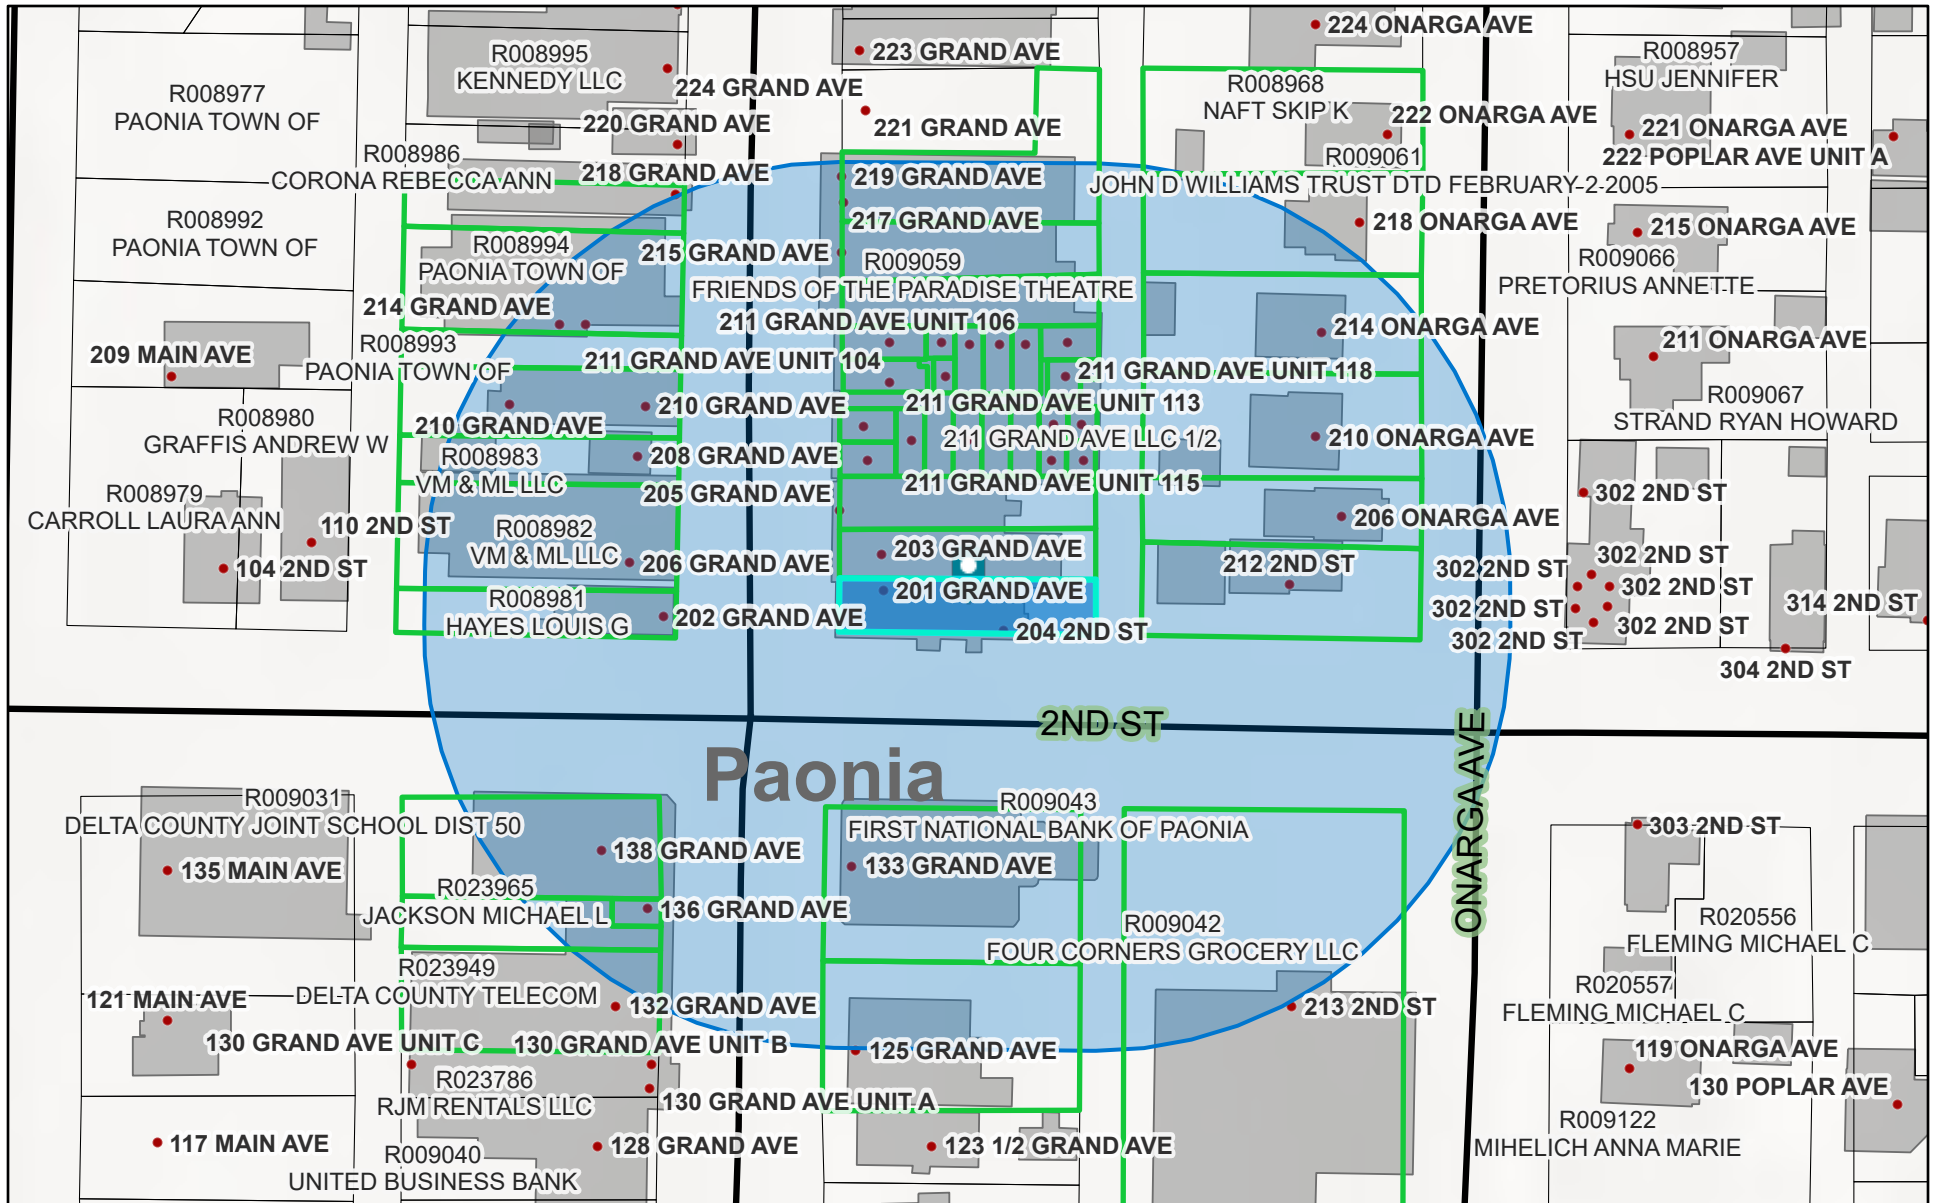 224 ONARGA AVE
R008995
KENNEDY LLC
223 GRAND AVE
R008957
HSU JENNIFER
R008977
PAONIA TOWN OF
224 GRAND AVE
R008968
NAFT SKIP K
222 ONARGA AVE
220 GRAND AVE
221 GRAND AVE
221 ONARGA AVE
R008986
CORONA REBECCA ANN
218 GRAND AVE
219 GRAND AVE
R009061
JOHN D WILLIAMS TRUST DTD FEBRUARY-2-2005
222 POPLAR AVE UNIT A
R008992
PAONIA TOWN OF
217 GRAND AVE
218 ONARGA AVE
215 ONARGA AVE
R008994
PAONIA TOWN OF
215 GRAND AVE
R009059
FRIENDS OF THE PARADISE THEATRE
R009066
PRETORIUS ANNETTE
214 GRAND AVE
211 GRAND AVE UNIT 106
214 ONARGA AVE
211 ONARGA AVE
209 MAIN AVE
R008993
PAONIA TOWN OF
211 GRAND AVE UNIT 104
211 GRAND AVE UNIT 118
R008980
GRAFFIS ANDREW W
210 GRAND AVE
210 GRAND AVE
211 GRAND AVE UNIT 113
R009067
STRAND RYAN HOWARD
211 GRAND AVE LLC 1/2
210 ONARGA AVE
R008983
VM & ML LLC
208 GRAND AVE
211 GRAND AVE UNIT 115
R008979
CARROLL LAURA ANN
110 2ND ST
205 GRAND AVE
302 2ND ST
R008982
VM & ML LLC
206 ONARGA AVE
104 2ND ST
206 GRAND AVE
203 GRAND AVE
212 2ND ST
302 2ND ST
302 2ND ST
302 2ND ST
R008981
HAYES LOUIS G
202 GRAND AVE
201 GRAND AVE
204 2ND ST
302 2ND ST
302 2ND ST
302 2ND ST
314 2ND ST
304 2ND ST
2ND ST
Paonia
ONARGA AVE
R009031
DELTA COUNTY JOINT SCHOOL DIST 50
R009043
FIRST NATIONAL BANK OF PAONIA
303 2ND ST
135 MAIN AVE
138 GRAND AVE
133 GRAND AVE
R023965
JACKSON MICHAEL L
136 GRAND AVE
R009042
FOUR CORNERS GROCERY LLC
R020556
FLEMING MICHAEL C
R023949
DELTA COUNTY TELECOM
121 MAIN AVE
132 GRAND AVE
213 2ND ST
R020557
FLEMING MICHAEL C
130 GRAND AVE UNIT C
130 GRAND AVE UNIT B
125 GRAND AVE
119 ONARGA AVE
R023786
RJM RENTALS LLC
130 GRAND AVE UNIT A
130 POPLAR AVE
117 MAIN AVE
R009040
UNITED BUSINESS BANK
128 GRAND AVE
123 1/2 GRAND AVE
R009122
MIHELICH ANNA MARIE